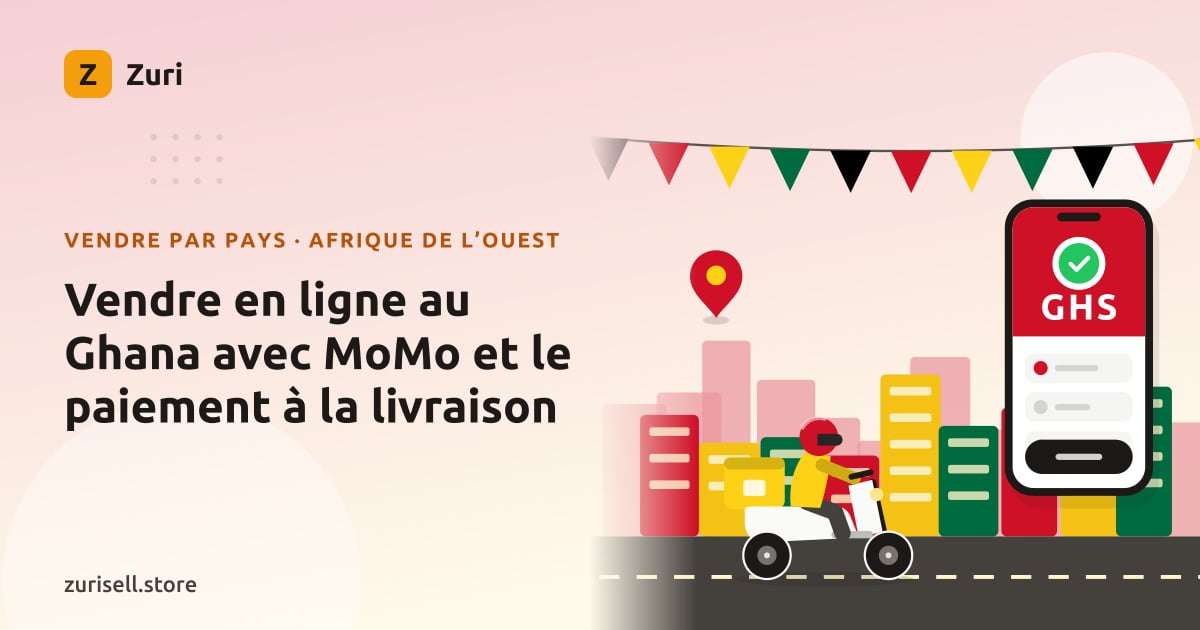 Z Zuri
VENDRE PAR PAYS · AFRIQUE DE L’OUEST
Vendre en ligne au
Ghana avec MoMo et le
paiement à la livraison
GHS
zurisell.store